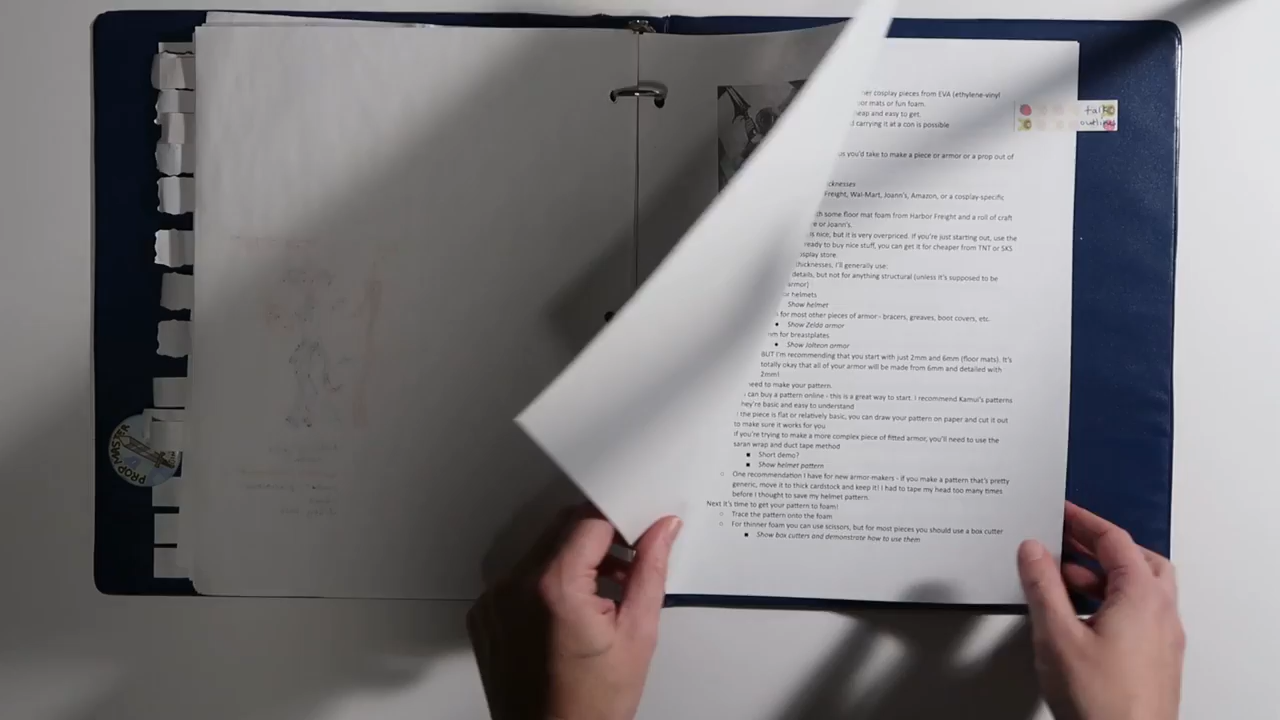 her cosplay pieces from EVA (ethylene-vinyl
or mats or fun foam.
heap and easy to get.
d carrying it at a con is possible
us you'd take to make a piece or armor or a prop out of
cknesses
Freight, Wal-Mart, Joann's, Amazon, or a cosplay-specific
th some floor mat foam from Harbor Freight and a roll of craft
e or Joann's.
is nice, but it is very overpriced. If you're just starting out, use the
ready to buy nice stuff, you can get it for cheaper from TNT or SKS
osplay store.
thicknesses, I'll generally use:
details, but not for anything structural (unless it's supposed to be
armor)
or helmets
Show helmet
for most other pieces of armor - bracers, greaves, boot covers, etc.
Show Zelda armor
m for breastplates
Show Jolteon armor
BUT I'm recommending that you start with just 2mm and 6mm (floor mats). It's
totally okay that all of your armor will be made from 6mm and detailed with
2mm!
need to make your pattern.
can buy a pattern online - this is a great way to start. I recommend Kamui's patterns
they're basic and easy to understand
the piece is flat or relatively basic, you can draw your pattern on paper and cut it out
to make sure it works for you
If you're trying to make a more complex piece of fitted armor, you'll need to use the
saran wrap and duct tape method
Short demo?
Show helmet pattern
One recommendation I have for new armor-makers - if you make a pattern that's pretty
generic, move it to thick cardstock and keep it! I had to tape my head too many times
before I thought to save my helmet pattern.
Next it's time to get your pattern to foam!
Trace the pattern onto the foam
For thinner foam you can use scissors, but for most pieces you should use a box cutter
Show box cutters and demonstrate how to use them
talk
outline
PROP MASTER